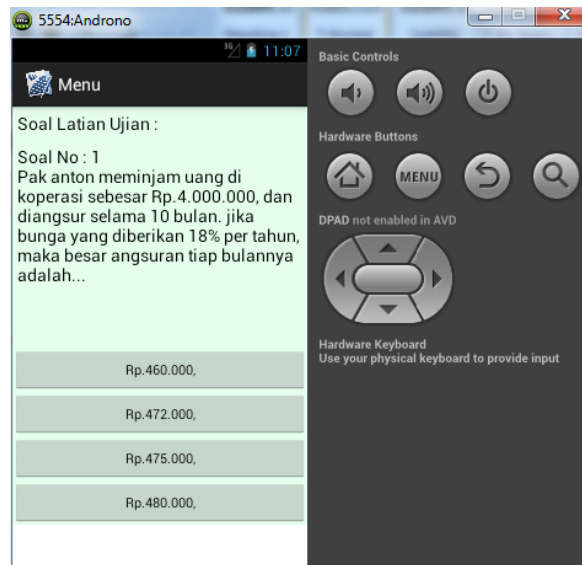 5554:Androno
3G 11:07
Menu
Soal Latian Ujian :
Soal No : 1
Pak anton meminjam uang di
koperasi sebesar Rp.4.000.000, dan
diangsur selama 10 bulan. jika
bunga yang diberikan 18% per tahun,
maka besar angsuran tiap bulannya
adalah...
Rp.460.000,
Rp.472.000,
Rp.475.000,
Rp.480.000,
Basic Controls
Hardware Buttons
MENU
DPAD not enabled in AVD
Hardware Keyboard
Use your physical keyboard to provide input